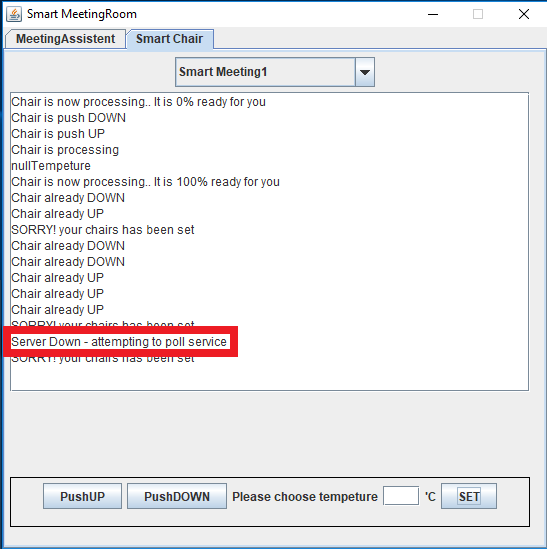 Smart MeetingRoom
MeetingAssistent
Smart Chair
Smart Meeting1
Chair is now processing.. It is 0% ready for you
Chair is push DOWN
Chair is push UP
Chair is processing
nullTempeture
Chair is now processing.. It is 100% ready for you
Chair already DOWN
Chair already UP
SORRY! your chairs has been set
Chair already DOWN
Chair already DOWN
Chair already UP
Chair already UP
Chair already UP
SORRY! your chairs has been set
Server Down - attempting to poll service
SORRY! your chairs has been set
PushUP
PushDOWN
Please choose tempeture
'C
SET